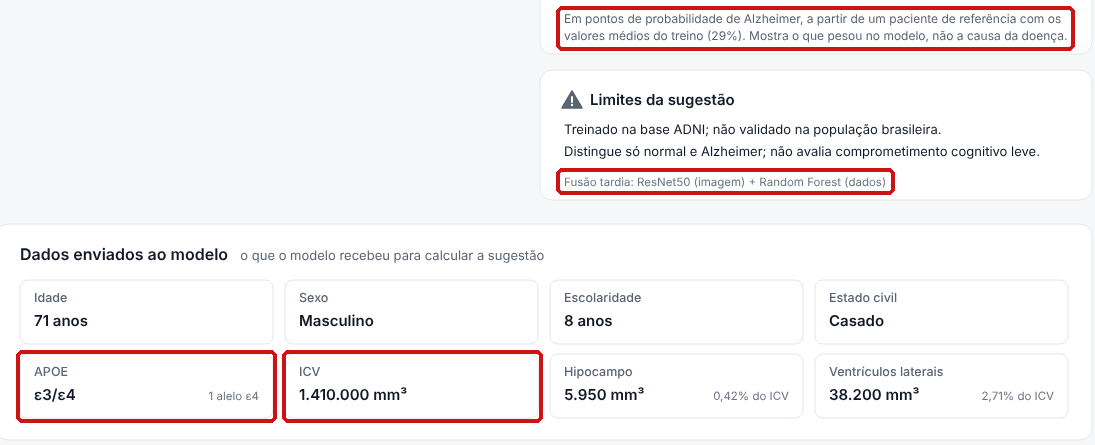 Em pontos de probabilidade de Alzheimer, a partir de um paciente de referência com os
valores médios do treino (29%). Mostra o que pesou no modelo, não a causa da doença.
Limites da sugestão
Treinado na base ADNI; não validado na população brasileira.
Distingue só normal e Alzheimer; não avalia comprometimento cognitivo leve.
Fusão tardia: ResNet50 (imagem) + Random Forest (dados)
Dados enviados ao modelo o que o modelo recebeu para calcular a sugestão
Idade
71 anos
Sexo
Masculino
Escolaridade
8 anos
Estado civil
Casado
APOE
ε3/ε4 1 alelo ε4
ICV
1.410.000 mm³
Hipocampo
5.950 mm³ 0,42% do ICV
Ventrículos laterais
38.200 mm³ 2,71% do ICV